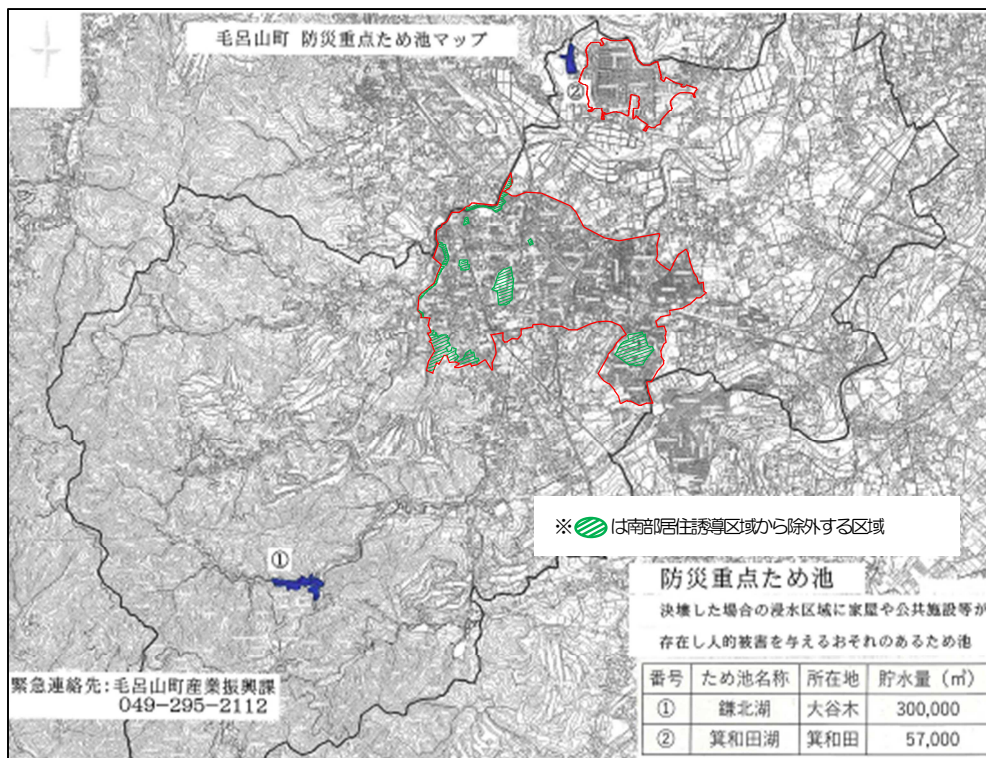 毛呂山町 防災重点ため池マップ
②
①
※は南部居住誘導区域から除外する区域
防災重点ため池
決壊した場合の浸水区域に家屋や公共施設等が
存在し人的被害を与えるおそれのあるため池
番号 ため池名称 所在地 貯水量(㎥)
① 鎌北湖 大谷木 300,000
② 箕和田湖 箕和田 57,000
緊急連絡先:毛呂山町産業振興課
049-295-2112